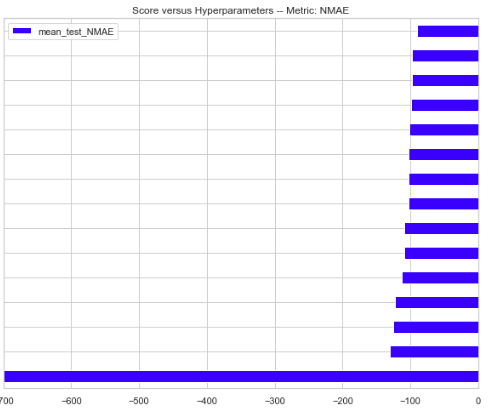 Score versus Hyperparameters -- Metric: NMAE
mean_test_NMAE
700 −600 −500 −400 −300 −200 −100 0